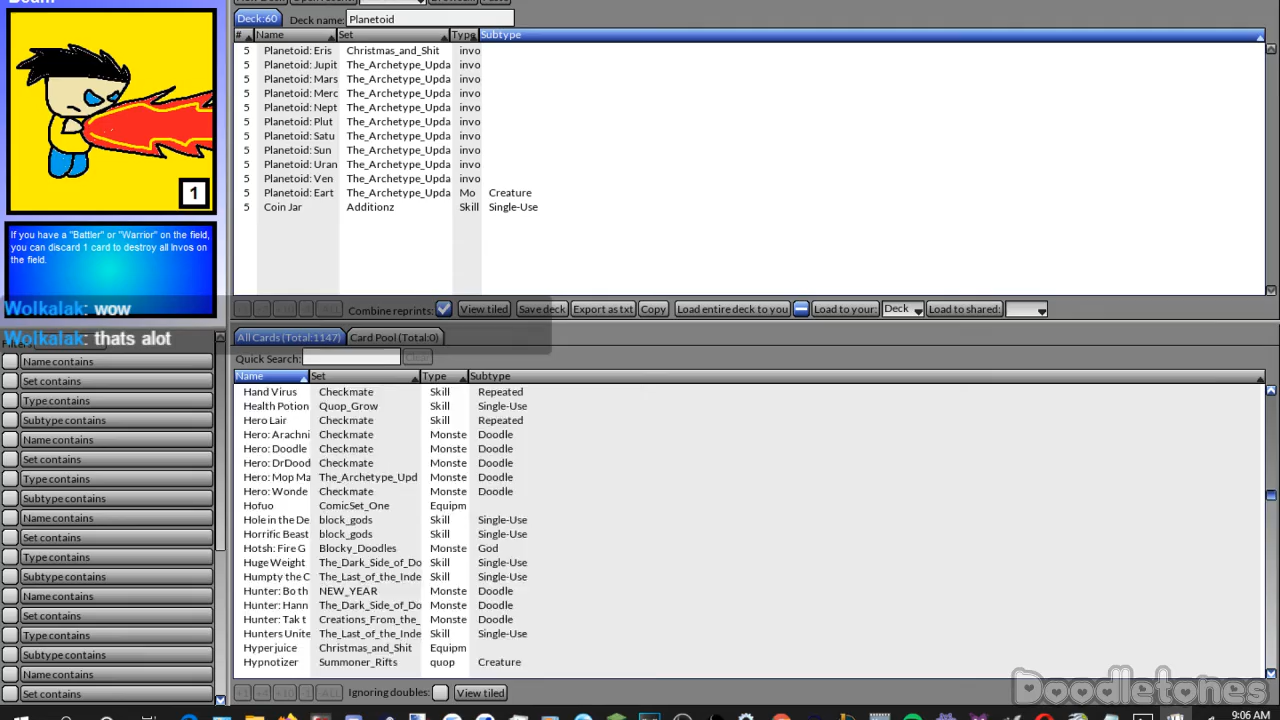 Deck:60 Deck name: Planetoid
# Name Set Type Subtype
5 Planetoid: Eris Christmas_and_Shit invo
5 Planetoid: Jupit The_Archetype_Upda invo
5 Planetoid: Mars The_Archetype_Upda invo
5 Planetoid: Merc The_Archetype_Upda invo
5 Planetoid: Nept The_Archetype_Upda invo
5 Planetoid: Plut The_Archetype_Upda invo
5 Planetoid: Satu The_Archetype_Upda invo
5 Planetoid: Sun The_Archetype_Upda invo
5 Planetoid: Uran The_Archetype_Upda invo
5 Planetoid: Ven The_Archetype_Upda invo
5 Planetoid: Eart The_Archetype_Upda Mo Creature
5 Coin Jar Additionz Skill Single-Use
1
If you have a "Battler" or "Warrior" on the field,
you can discard 1 card to destroy all Invos on
the field.
Wolkalak: wow
Wolkalak: thats alot
Combine reprints: View tiled Save deck Export as txt Copy Load entire deck to you Load to your: Deck Load to shared:
All Cards (Total:1147) Card Pool (Total:0)
Quick Search: Clear
Name Set Type Subtype
Hand Virus Checkmate Skill Repeated
Health Potion Quop_Grow Skill Single-Use
Hero Lair Checkmate Skill Repeated
Hero: Arachni Checkmate Monste Doodle
Hero: Doodle Checkmate Monste Doodle
Hero: DrDood Checkmate Monste Doodle
Hero: Mop Ma The_Archetype_Upd Monste Doodle
Hero: Wonde Checkmate Monste Doodle
Hofuo ComicSet_One Equipm
Hole in the De block_gods Skill Single-Use
Horrific Beast block_gods Skill Single-Use
Hotsh: Fire G Blocky_Doodles Monste God
Huge Weight The_Dark_Side_of_Do Skill Single-Use
Humpty the C The_Last_of_the_Inde Skill Single-Use
Hunter: Bo th NEW_YEAR Monste Doodle
Hunter: Hann The_Dark_Side_of_Do Monste Doodle
Hunter: Tak t Creations_From_the_ Monste Doodle
Hunters Unite The_Last_of_the_Inde Skill Single-Use
Hyperjuice Christmas_and_Shit Equipm
Hypnotizer Summoner_Rifts quop Creature
Name contains
Set contains
Type contains
Subtype contains
Name contains
Set contains
Type contains
Subtype contains
Name contains
Set contains
Type contains
Subtype contains
Name contains
Set contains
Type contains
Subtype contains
Name contains
Set contains
Ignoring doubles: View tiled
Doodletones
9:06 AM